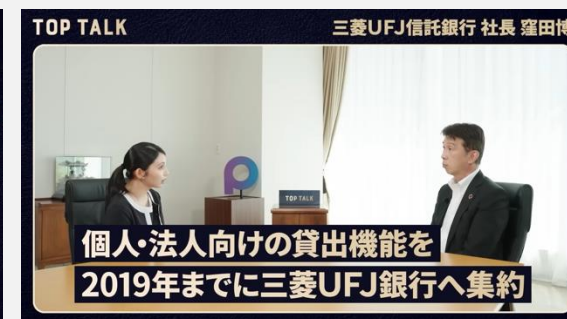 TOP TALK
三菱UFJ信託銀行 社長 窪田博
TOP TALK
個人・法人向けの貸出機能を
2019年までに三菱UFJ銀行へ集約